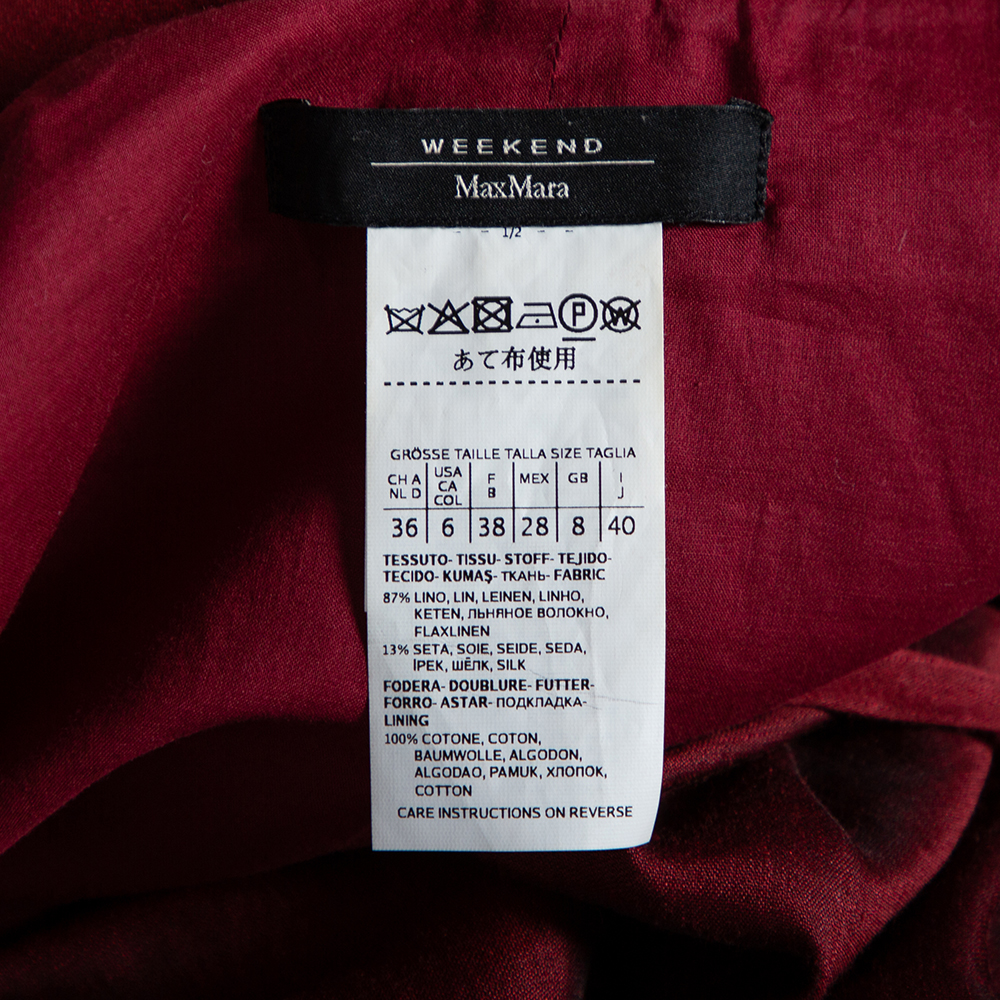 WEEKEND
MaxMara
1/2
P W
あて布使用
GRÖSSE TAILLE TALLA SIZE TAGLIA
CH A NL D USA CA COL F B MEX GB I J
36 6 38 28 8 40
TESSUTO- TISSU- STOFF- TEJIDO-
TECIDO- KUMAŞ- ТКАНЬ- FABRIC
87% LINO, LIN, LEINEN, LINHO,
KETEN, ЛЬНЯНОЕ ВОЛОКНО,
FLAXLINEN
13% SETA, SOIE, SEIDE, SEDA,
İPEK, ШЁЛК, SILK
FODERA- DOUBLURE- FUTTER-
FORRO- ASTAR- ПОДКЛАДКА-
LINING
100% COTONE, COTON,
BAUMWOLLE, ALGODON,
ALGODAO, PAMUK, ХЛОПОК,
COTTON
CARE INSTRUCTIONS ON REVERSE